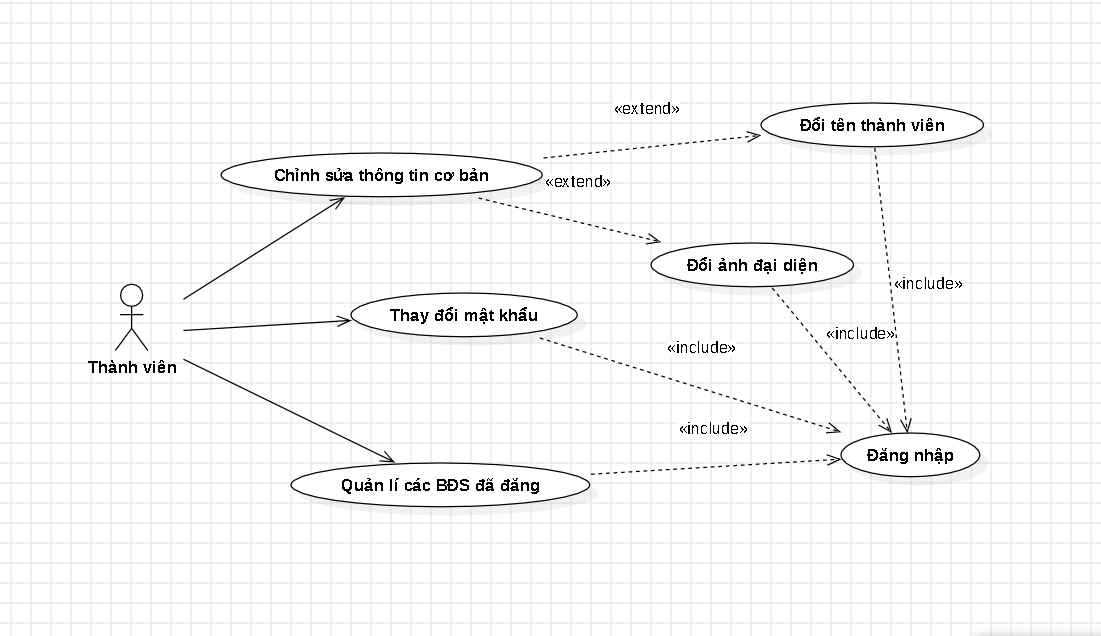 «extend»
Đổi tên thành viên
Chỉnh sửa thông tin cơ bản
«extend»
Đổi ảnh đại diện
«include»
Thay đổi mật khẩu
«include»
«include»
Thành viên
«include»
Đăng nhập
Quản lí các BĐS đã đăng